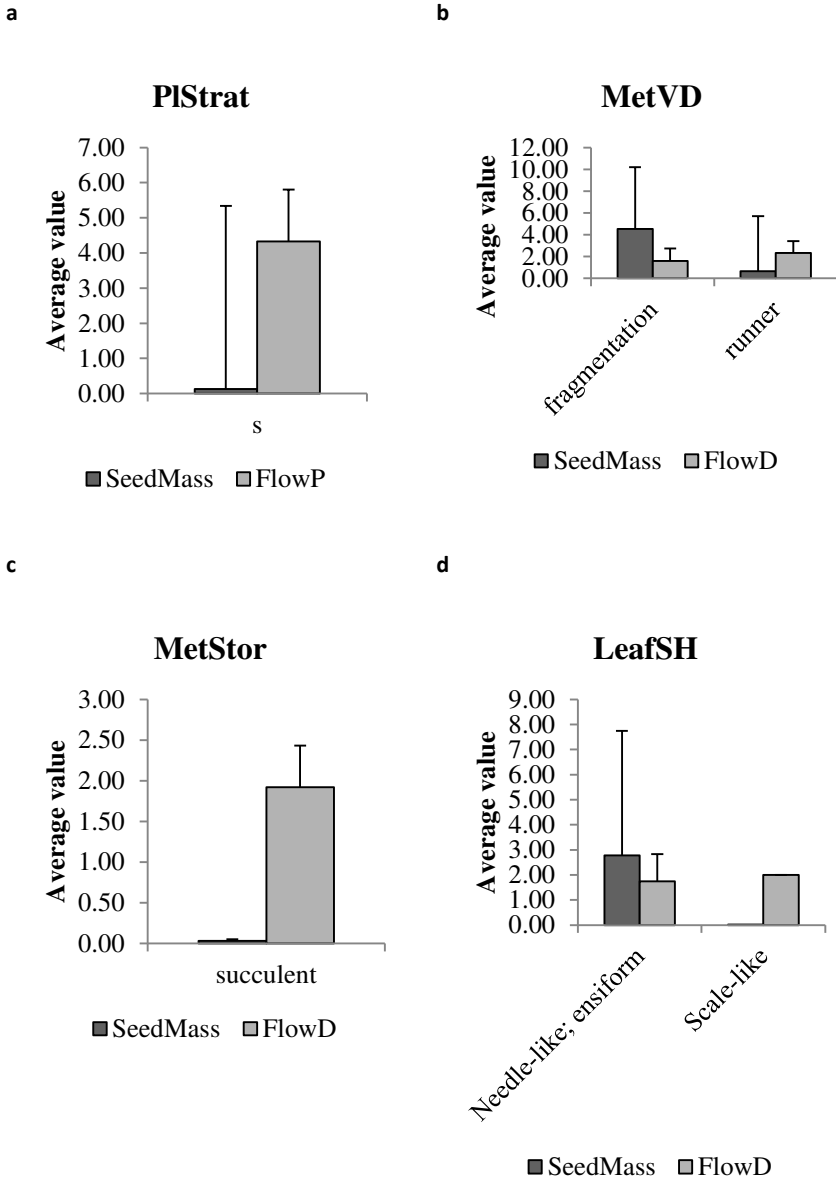 a
PlStrat
Average value
7.00
6.00
5.00
4.00
3.00
2.00
1.00
0.00
s
SeedMass FlowP
b
MetVD
Average value
12.00
10.00
8.00
6.00
4.00
2.00
0.00
fragmentation
runner
SeedMass FlowD
c
MetStor
Average value
3.00
2.50
2.00
1.50
1.00
0.50
0.00
succulent
SeedMass FlowD
d
LeafSH
Average value
9.00
8.00
7.00
6.00
5.00
4.00
3.00
2.00
1.00
0.00
Needle-like; ensiform
Scale-like
SeedMass FlowD